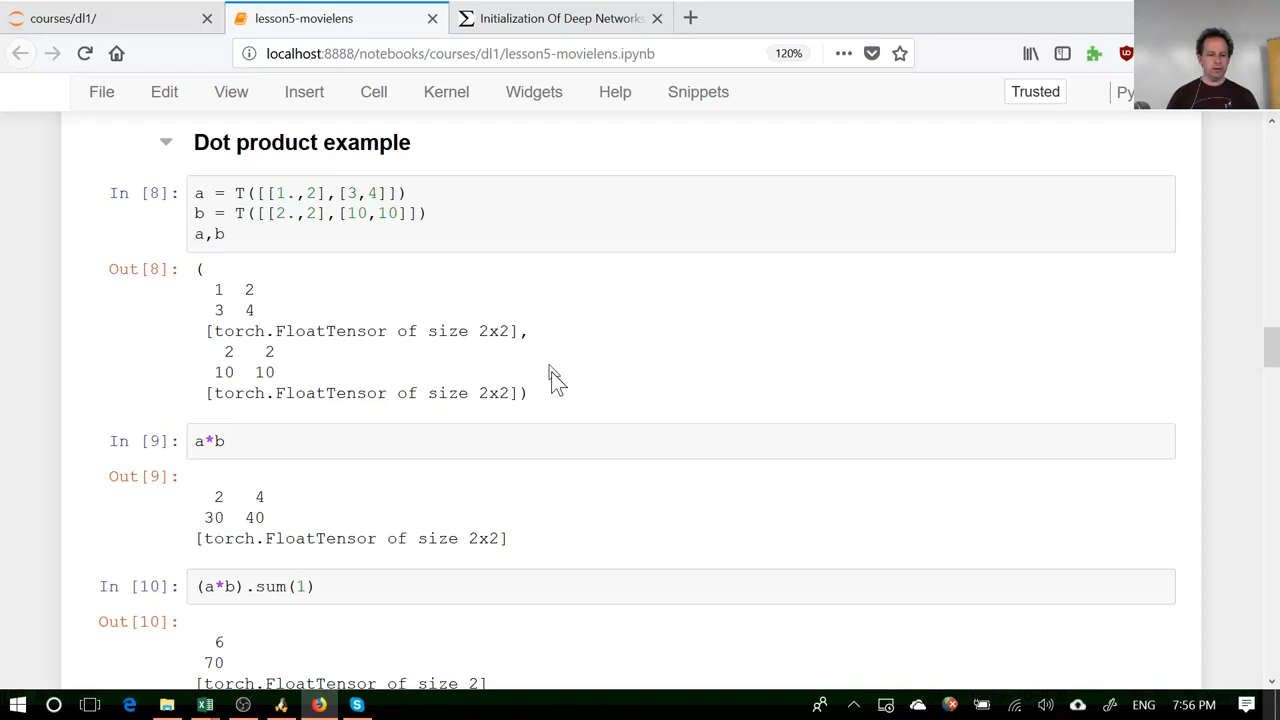 courses/dl1/
lesson5-movielens
Initialization Of Deep Networks
localhost:8888/notebooks/courses/dl1/lesson5-movielens.ipynb
120%
File Edit View Insert Cell Kernel Widgets Help Snippets
Trusted
Py
Dot product example
In [8]: a = T([[1.,2],[3,4]])
b = T([[2.,2],[10,10]])
a,b
Out[8]: (
1 2
3 4
[torch.FloatTensor of size 2x2],
2 2
10 10
[torch.FloatTensor of size 2x2])
In [9]: a*b
Out[9]:
2 4
30 40
[torch.FloatTensor of size 2x2]
In [10]: (a*b).sum(1)
Out[10]:
6
70
[torch.FloatTensor of size 2]
ENG 7:56 PM